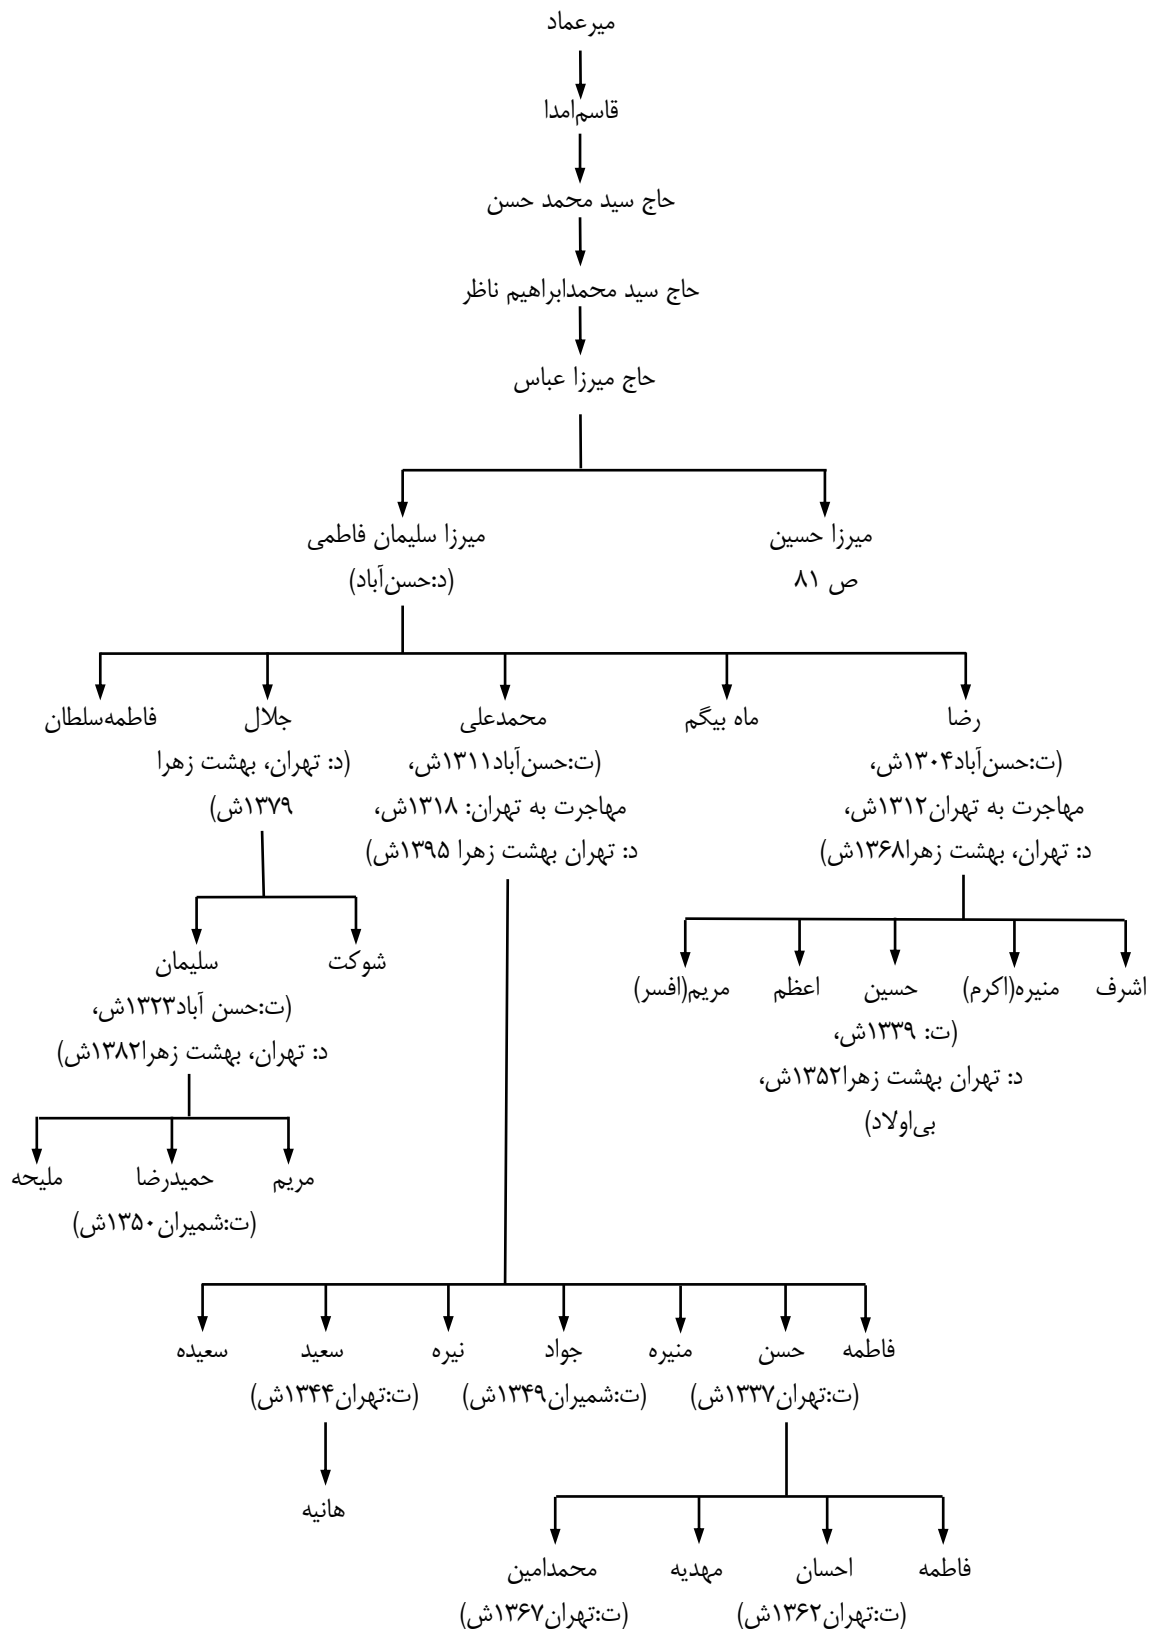 میرعماد
قاسم‌امدا
حاج سید محمد حسن
حاج سید محمدابراهیم ناظر
حاج میرزا عباس
میرزا حسین
ص ۸۱
میرزا سلیمان فاطمی
(د:حسن‌آباد)
رضا
(ت:حسن‌آباد۱۳۰۴ش،
مهاجرت به تهران۱۳۱۲ش،
د: تهران، بهشت زهرا۱۳۶۸ش)
ماه بیگم
محمدعلی
(ت:حسن‌آباد۱۳۱۱ش،
مهاجرت به تهران: ۱۳۱۸ش،
د: تهران بهشت زهرا ۱۳۹۵ش)
جلال
(د: تهران، بهشت زهرا
۱۳۷۹ش)
فاطمه‌سلطان
اشرف
منیره(اکرم)
حسین
(ت: ۱۳۳۹ش،
د: تهران بهشت زهرا۱۳۵۲ش،
بی‌اولاد)
اعظم
مریم(افسر)
شوکت
سلیمان
(ت:حسن آباد۱۳۲۳ش،
د: تهران، بهشت زهرا۱۳۸۲ش)
مریم
حمیدرضا
(ت:شمیران۱۳۵۰ش)
ملیحه
فاطمه
حسن
(ت:تهران۱۳۳۷ش)
منیره
جواد
(ت:شمیران۱۳۴۹ش)
نیره
سعید
(ت:تهران۱۳۴۴ش)
سعیده
هانیه
فاطمه
احسان
(ت:تهران۱۳۶۲ش)
مهدیه
محمدامین
(ت:تهران۱۳۶۷ش)